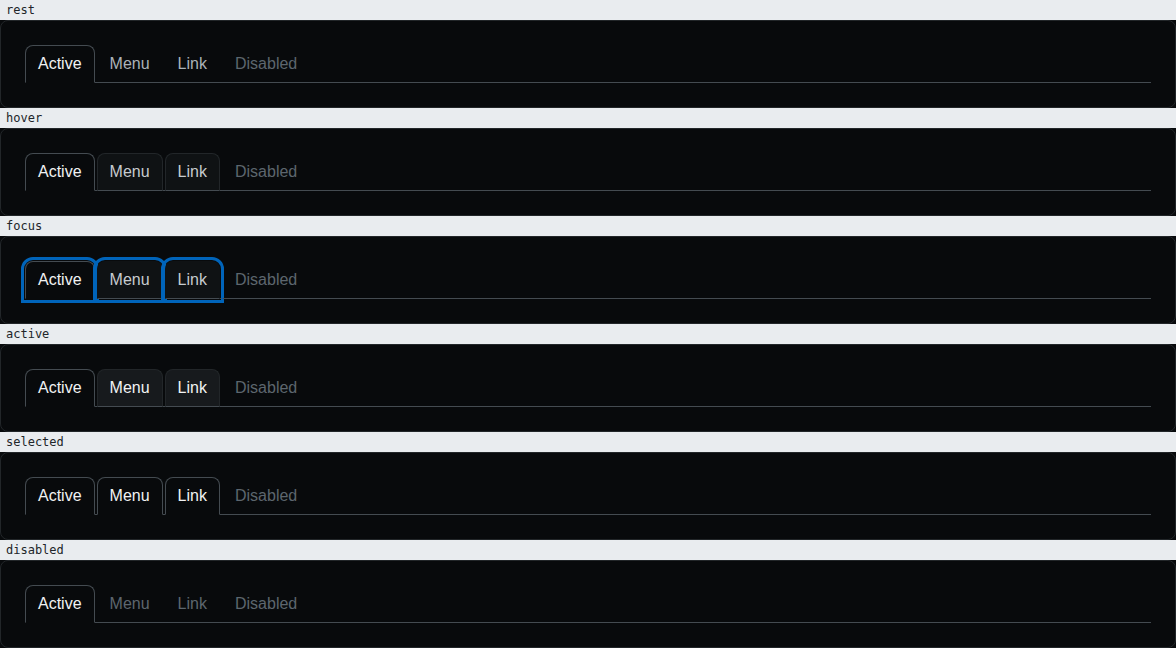 rest
Active Menu Link Disabled
hover
Active Menu Link Disabled
focus
Active Menu Link Disabled
active
Active Menu Link Disabled
selected
Active Menu Link Disabled
disabled
Active Menu Link Disabled